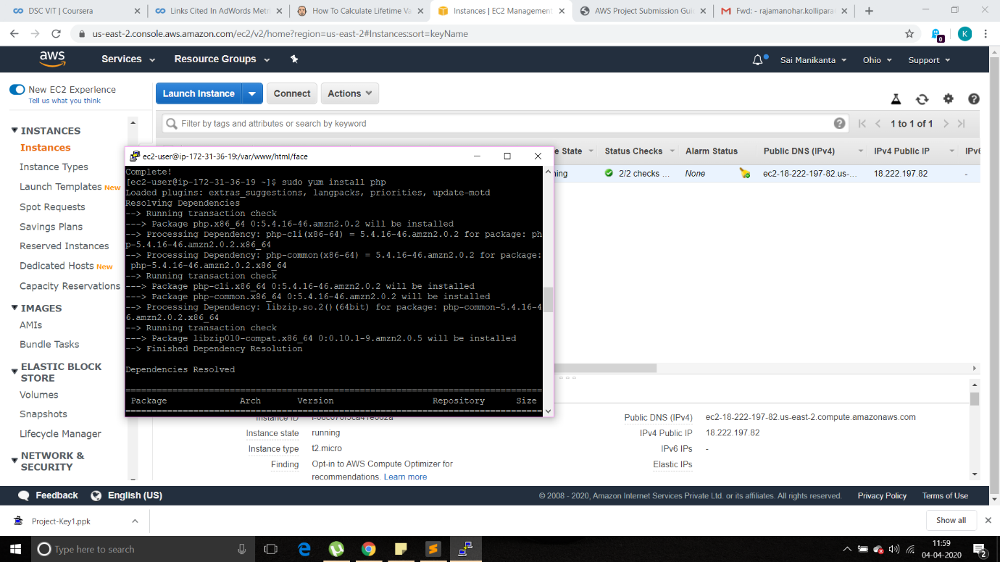 DSC VIT | Coursera
Links Cited In AdWords Metri
How To Calculate Lifetime Va
Instances | EC2 Management
AWS Project Submission Gui
Fwd: - rajamanohar.kolliparal
us-east-2.console.aws.amazon.com/ec2/v2/home?region=us-east-2#Instances:sort=keyName
0
K
aws
Services
Resource Groups
Sai Manikanta
Ohio
Support
New EC2 Experience
Tell us what you think
Launch Instance
Connect
Actions
Filter by tags and attributes or search by keyword
1 to 1 of 1
INSTANCES
Instances
Instance Types
Launch Templates New
Spot Requests
Savings Plans
Reserved Instances
Dedicated Hosts New
Capacity Reservations
IMAGES
AMIs
Bundle Tasks
ELASTIC BLOCK
STORE
Volumes
Snapshots
Lifecycle Manager
NETWORK &
SECURITY
e State
Status Checks
Alarm Status
Public DNS (IPv4)
IPv4 Public IP
IPv6
ning
2/2 checks ...
None
ec2-18-222-197-82.us-...
18.222.197.82
-
ec2-user@ip-172-31-36-19:/var/www/html/face
Complete!
[ec2-user@ip-172-31-36-19 ~]$ sudo yum install php
Loaded plugins: extras_suggestions, langpacks, priorities, update-motd
Resolving Dependencies
--> Running transaction check
---> Package php.x86_64 0:5.4.16-46.amzn2.0.2 will be installed
--> Processing Dependency: php-cli(x86-64) = 5.4.16-46.amzn2.0.2 for package: ph
p-5.4.16-46.amzn2.0.2.x86_64
--> Processing Dependency: php-common(x86-64) = 5.4.16-46.amzn2.0.2 for package:
php-5.4.16-46.amzn2.0.2.x86_64
--> Running transaction check
---> Package php-cli.x86_64 0:5.4.16-46.amzn2.0.2 will be installed
---> Package php-common.x86_64 0:5.4.16-46.amzn2.0.2 will be installed
--> Processing Dependency: libzip.so.2()(64bit) for package: php-common-5.4.16-4
6.amzn2.0.2.x86_64
--> Running transaction check
---> Package libzip010-compat.x86_64 0:0.10.1-9.amzn2.0.5 will be installed
--> Finished Dependency Resolution
Dependencies Resolved
================================================================================
Package Arch Version Repository Size
================================================================================
Instance ID
Instance state running
Instance type t2.micro
Finding Opt-in to AWS Compute Optimizer for
recommendations. Learn more
Public DNS (IPv4) ec2-18-222-197-82.us-east-2.compute.amazonaws.com
IPv4 Public IP 18.222.197.82
IPv6 IPs -
Elastic IPs
Feedback
English (US)
© 2008 - 2020, Amazon Internet Services Private Ltd. or its affiliates. All rights reserved.
Privacy Policy
Terms of Use
Project-Key1.ppk
Show all
Type here to search
11:59
04-04-2020
2